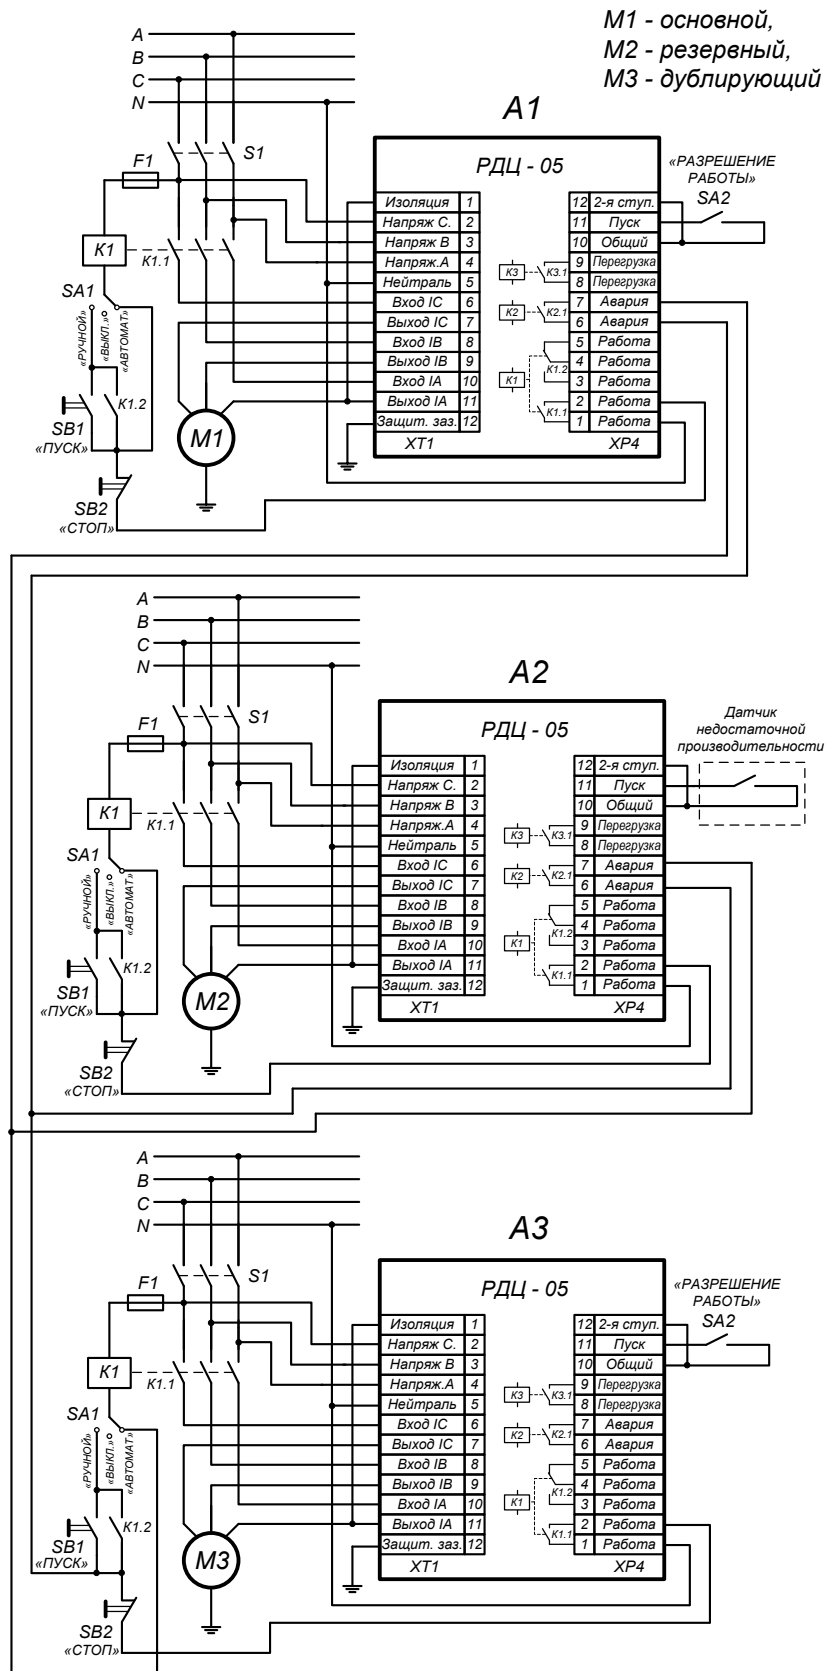 М1 - основной,
М2 - резервный,
М3 - дублирующий
A
B
C
N
A1
S1
F1
РДЦ - 05
«РАЗРЕШЕНИЕ
РАБОТЫ»
SA2
K1
K1.1
SA1
«РУЧНОЙ»
«ВЫКЛ.»
«АВТОМАТ»
K1.2
SB1
«ПУСК»
SB2
«СТОП»
M1
Изоляция 1
Напряж С. 2
Напряж В 3
Напряж.А 4
Нейтраль 5
Вход IC 6
Выход IC 7
Вход IB 8
Выход IB 9
Вход IA 10
Выход IA 11
Защит. заз. 12
XT1
12 2-я ступ.
11 Пуск
10 Общий
K3 K3.1 9 Перегрузка
8 Перегрузка
K2 K2.1 7 Авария
6 Авария
5 Работа
K1.2 4 Работа
K1 3 Работа
K1.1 2 Работа
1 Работа
XP4
A
B
C
N
A2
S1
F1
РДЦ - 05
Датчик
недостаточной
производительности
K1
K1.1
SA1
«РУЧНОЙ»
«ВЫКЛ.»
«АВТОМАТ»
K1.2
SB1
«ПУСК»
SB2
«СТОП»
M2
Изоляция 1
Напряж С. 2
Напряж В 3
Напряж.А 4
Нейтраль 5
Вход IC 6
Выход IC 7
Вход IB 8
Выход IB 9
Вход IA 10
Выход IA 11
Защит. заз. 12
XT1
12 2-я ступ.
11 Пуск
10 Общий
K3 K3.1 9 Перегрузка
8 Перегрузка
K2 K2.1 7 Авария
6 Авария
5 Работа
K1.2 4 Работа
K1 3 Работа
K1.1 2 Работа
1 Работа
XP4
A
B
C
N
A3
S1
F1
РДЦ - 05
«РАЗРЕШЕНИЕ
РАБОТЫ»
SA2
K1
K1.1
SA1
«РУЧНОЙ»
«ВЫКЛ.»
«АВТОМАТ»
K1.2
SB1
«ПУСК»
SB2
«СТОП»
M3
Изоляция 1
Напряж С. 2
Напряж В 3
Напряж.А 4
Нейтраль 5
Вход IC 6
Выход IC 7
Вход IB 8
Выход IB 9
Вход IA 10
Выход IA 11
Защит. заз. 12
XT1
12 2-я ступ.
11 Пуск
10 Общий
K3 K3.1 9 Перегрузка
8 Перегрузка
K2 K2.1 7 Авария
6 Авария
5 Работа
K1.2 4 Работа
K1 3 Работа
K1.1 2 Работа
1 Работа
XP4